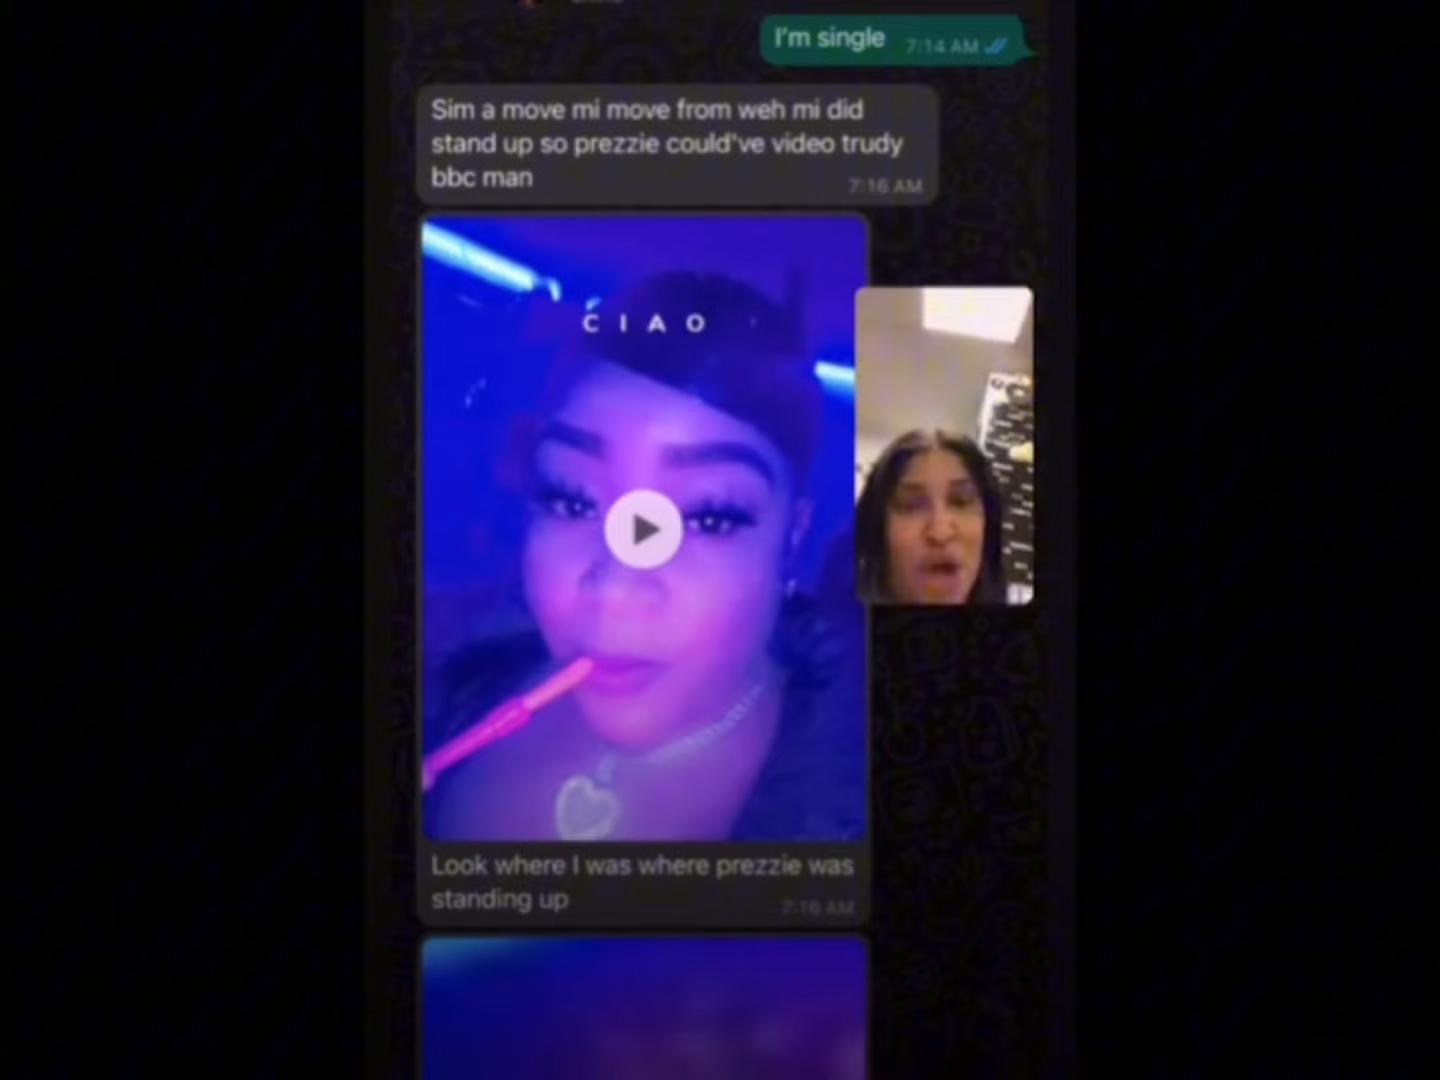 I'm single 7:14 AM
Sim a move mi move from weh mi did
stand up so prezzie could've video trudy
bbc man
7:16 AM
CIAO
Look where I was where prezzie was
standing up
7:16 AM